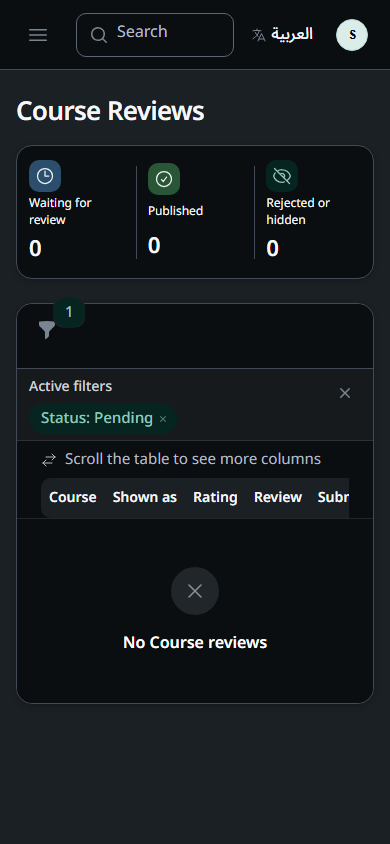 Search
العربية
S
Course Reviews
Waiting for
review
0
Published
0
Rejected or
hidden
0
1
Active filters
Status: Pending ×
Scroll the table to see more columns
Course Shown as Rating Review Subr
No Course reviews